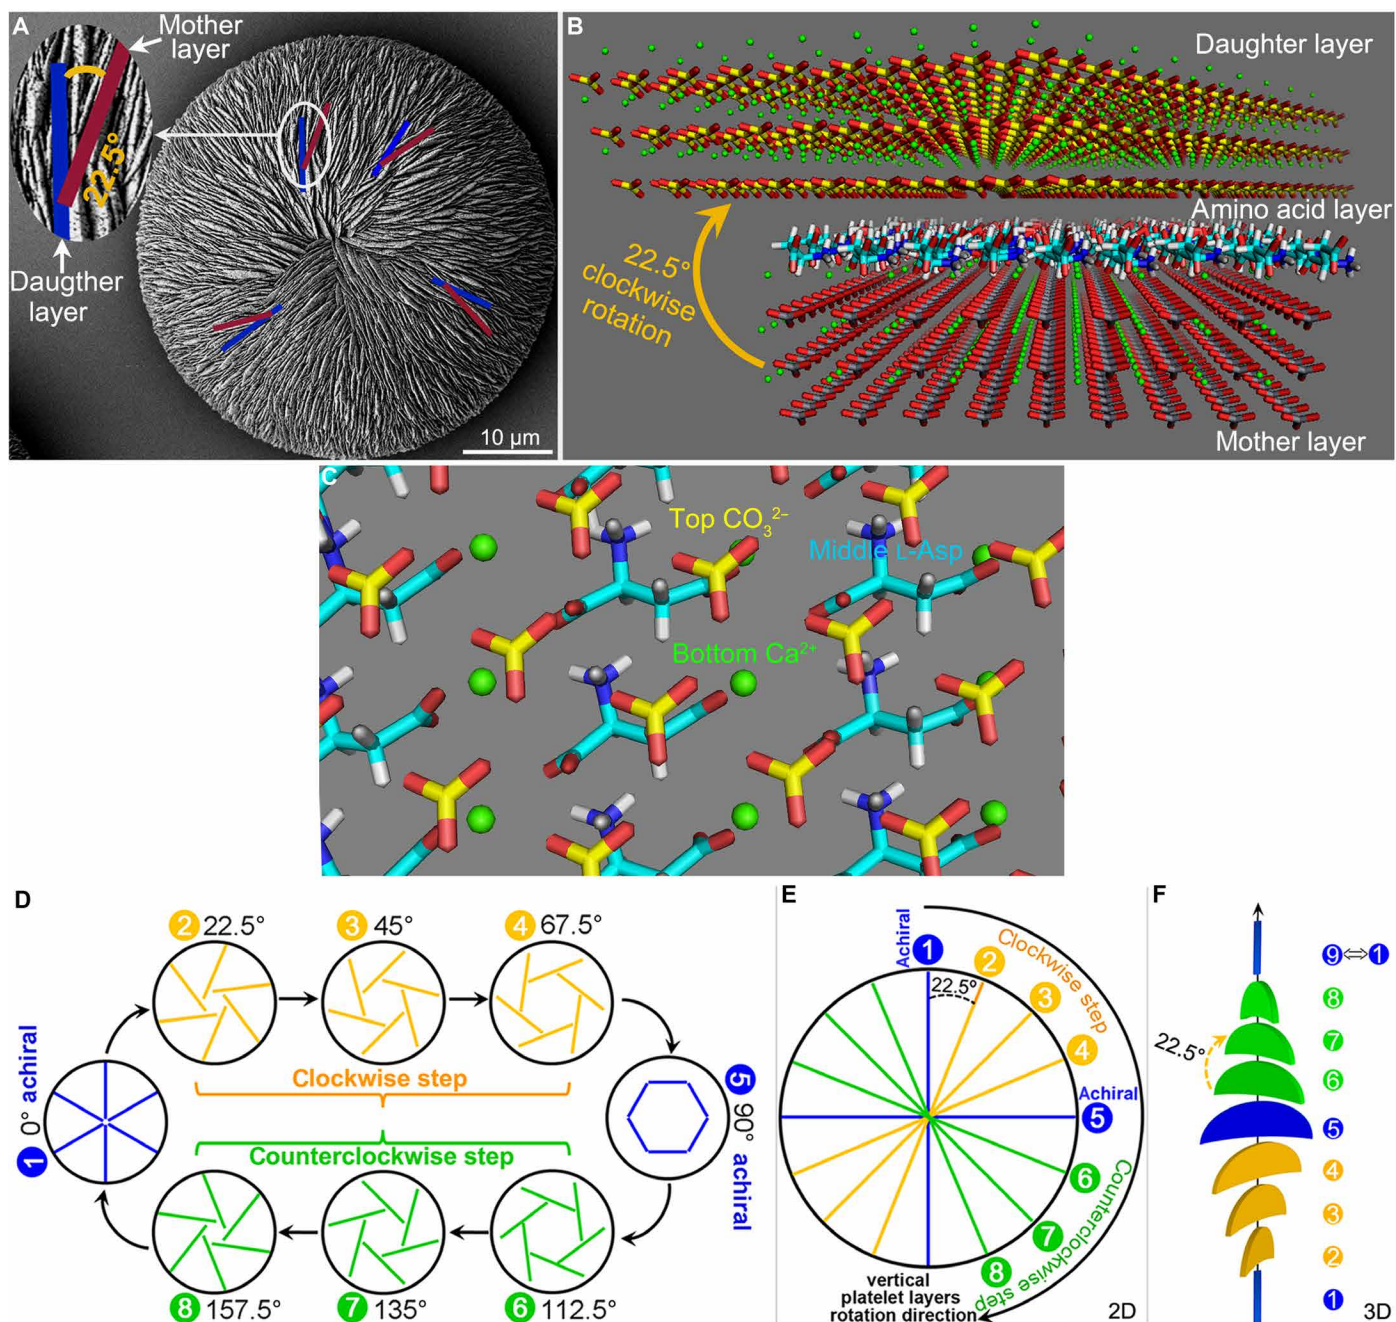 A
Mother
layer
22.5°
Daugther
layer
10 µm
B
Daughter layer
Amino acid layer
22.5°
clockwise
rotation
Mother layer
C
Top CO₃²⁻
Middle L-Asp
Bottom Ca²⁺
D
2 22.5°
3 45°
4 67.5°
1 0° achiral
Clockwise step
5 90° achiral
Counterclockwise step
8 157.5°
7 135°
6 112.5°
E
Achiral
1
2
Clockwise step
22.5°
3
4
Achiral
5
6
Counterclockwise step
7
8
vertical
platelet layers
rotation direction
2D
F
9⇔1
8
22.5°
7
6
5
4
3
2
1
3D